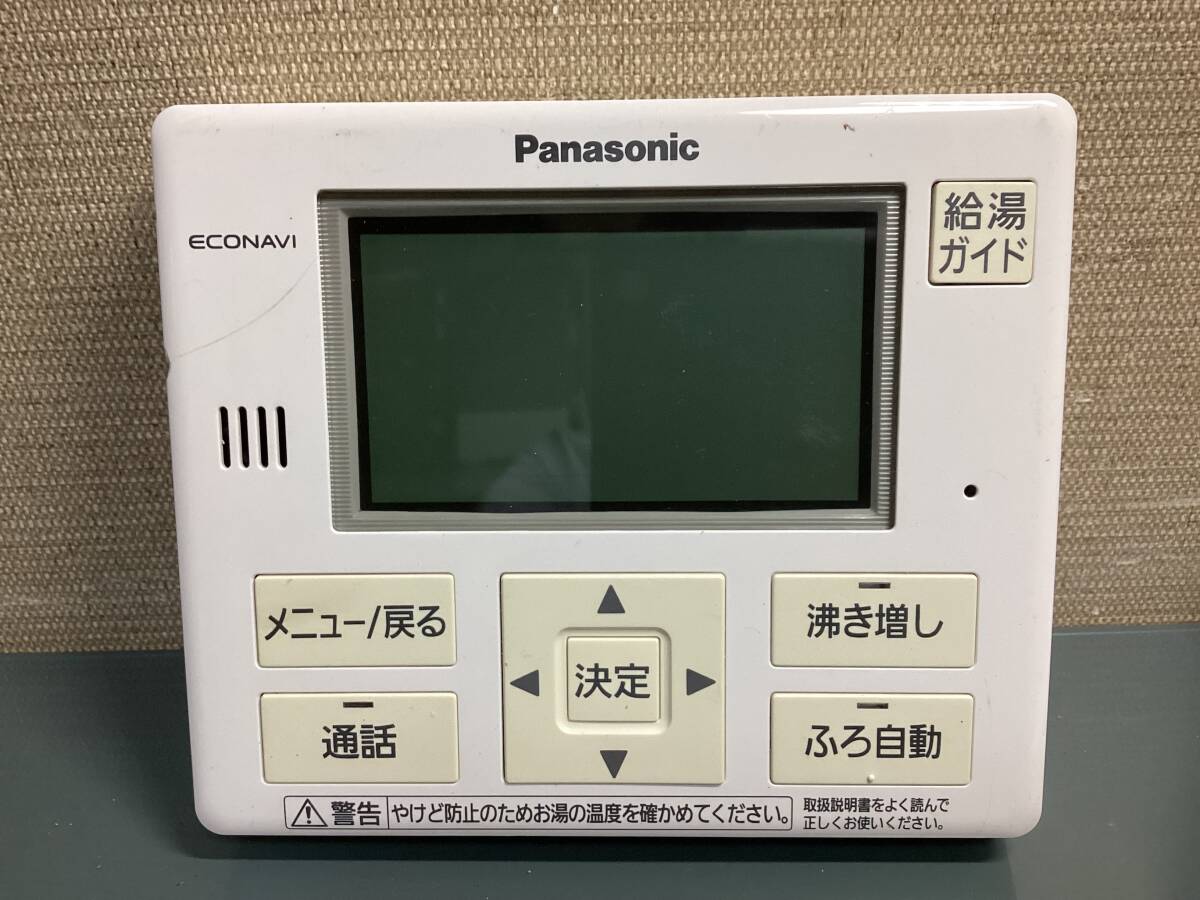 Panasonic
ECONAVI
給湯
ガイド
メニュー/戻る
決定
沸き増し
通話
ふろ自動
警告 やけど防止のためお湯の温度を確かめてください。
取扱説明書をよく読んで
正しくお使いください。